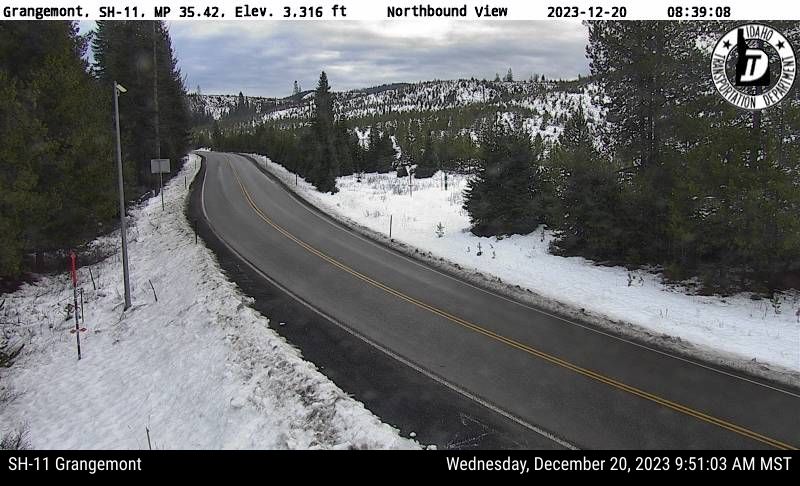 Grangemont, SH-11, MP 35.42, Elev. 3,316 ft Northbound View 2023-12-20 08:39:08
IDAHO
TRANSPORTATION DEPARTMENT
SH-11 Grangemont Wednesday, December 20, 2023 9:51:03 AM MST